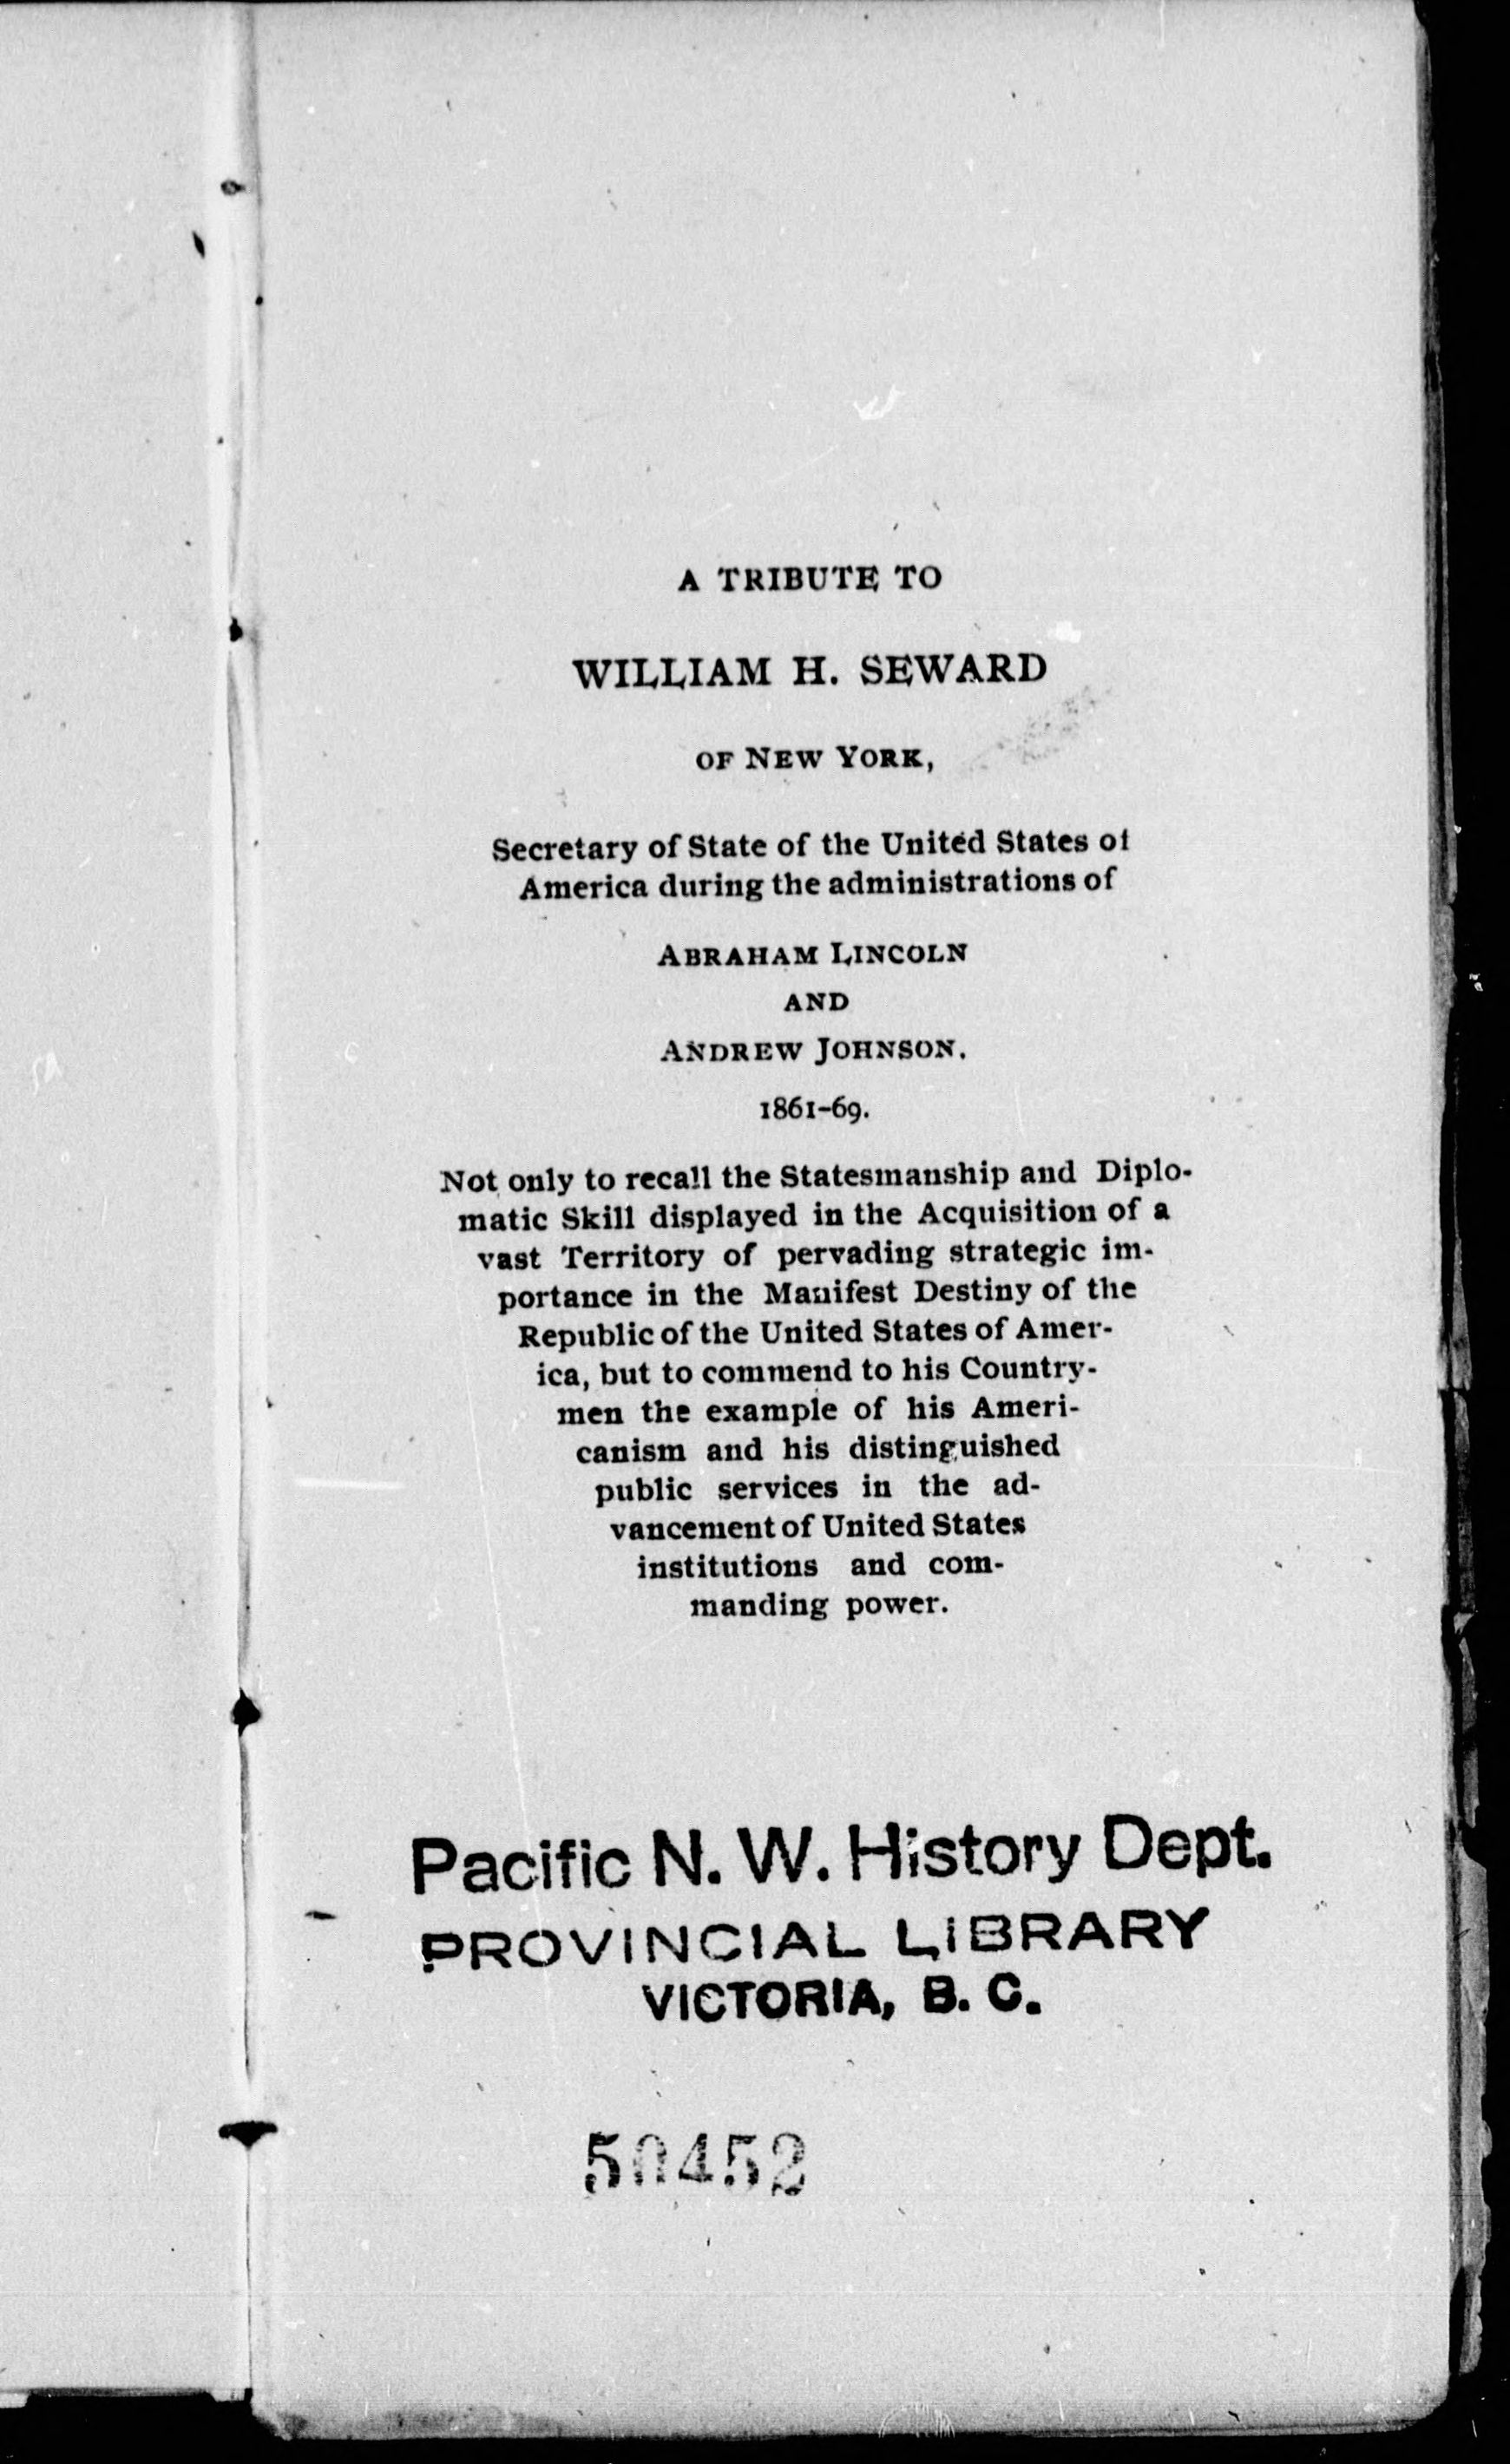 A TRIBUTE TO
WILLIAM H. SEWARD
OF NEW YORK,
Secretary of State of the United States of
America during the administrations of
ABRAHAM LINCOLN
AND
ANDREW JOHNSON.
1861-69.
Not only to recall the Statesmanship and Diplo-
matic Skill displayed in the Acquisition of a
vast Territory of pervading strategic im-
portance in the Manifest Destiny of the
Republic of the United States of Amer-
ica, but to commend to his Country-
men the example of his Ameri-
canism and his distinguished
public services in the ad-
vancement of United States
institutions and com-
manding power.
Pacific N. W. History Dept.
PROVINCIAL LIBRARY
VICTORIA, B. C.
50452